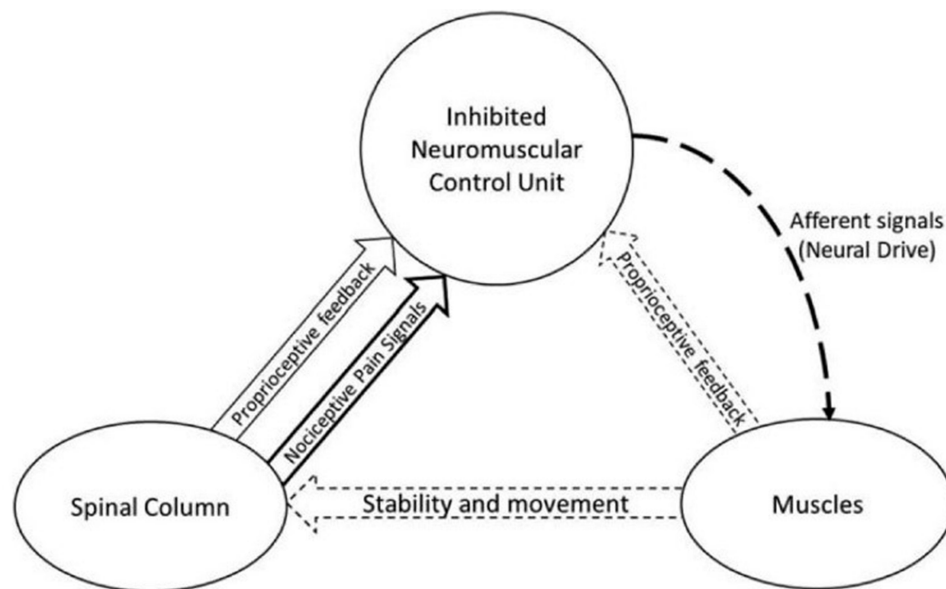 Inhibited
Neuromuscular
Control Unit
Afferent signals
(Neural Drive)
Proprioceptive feedback
Nociceptive Pain Signals
Proprioceptive feedback
Spinal Column
Stability and movement
Muscles